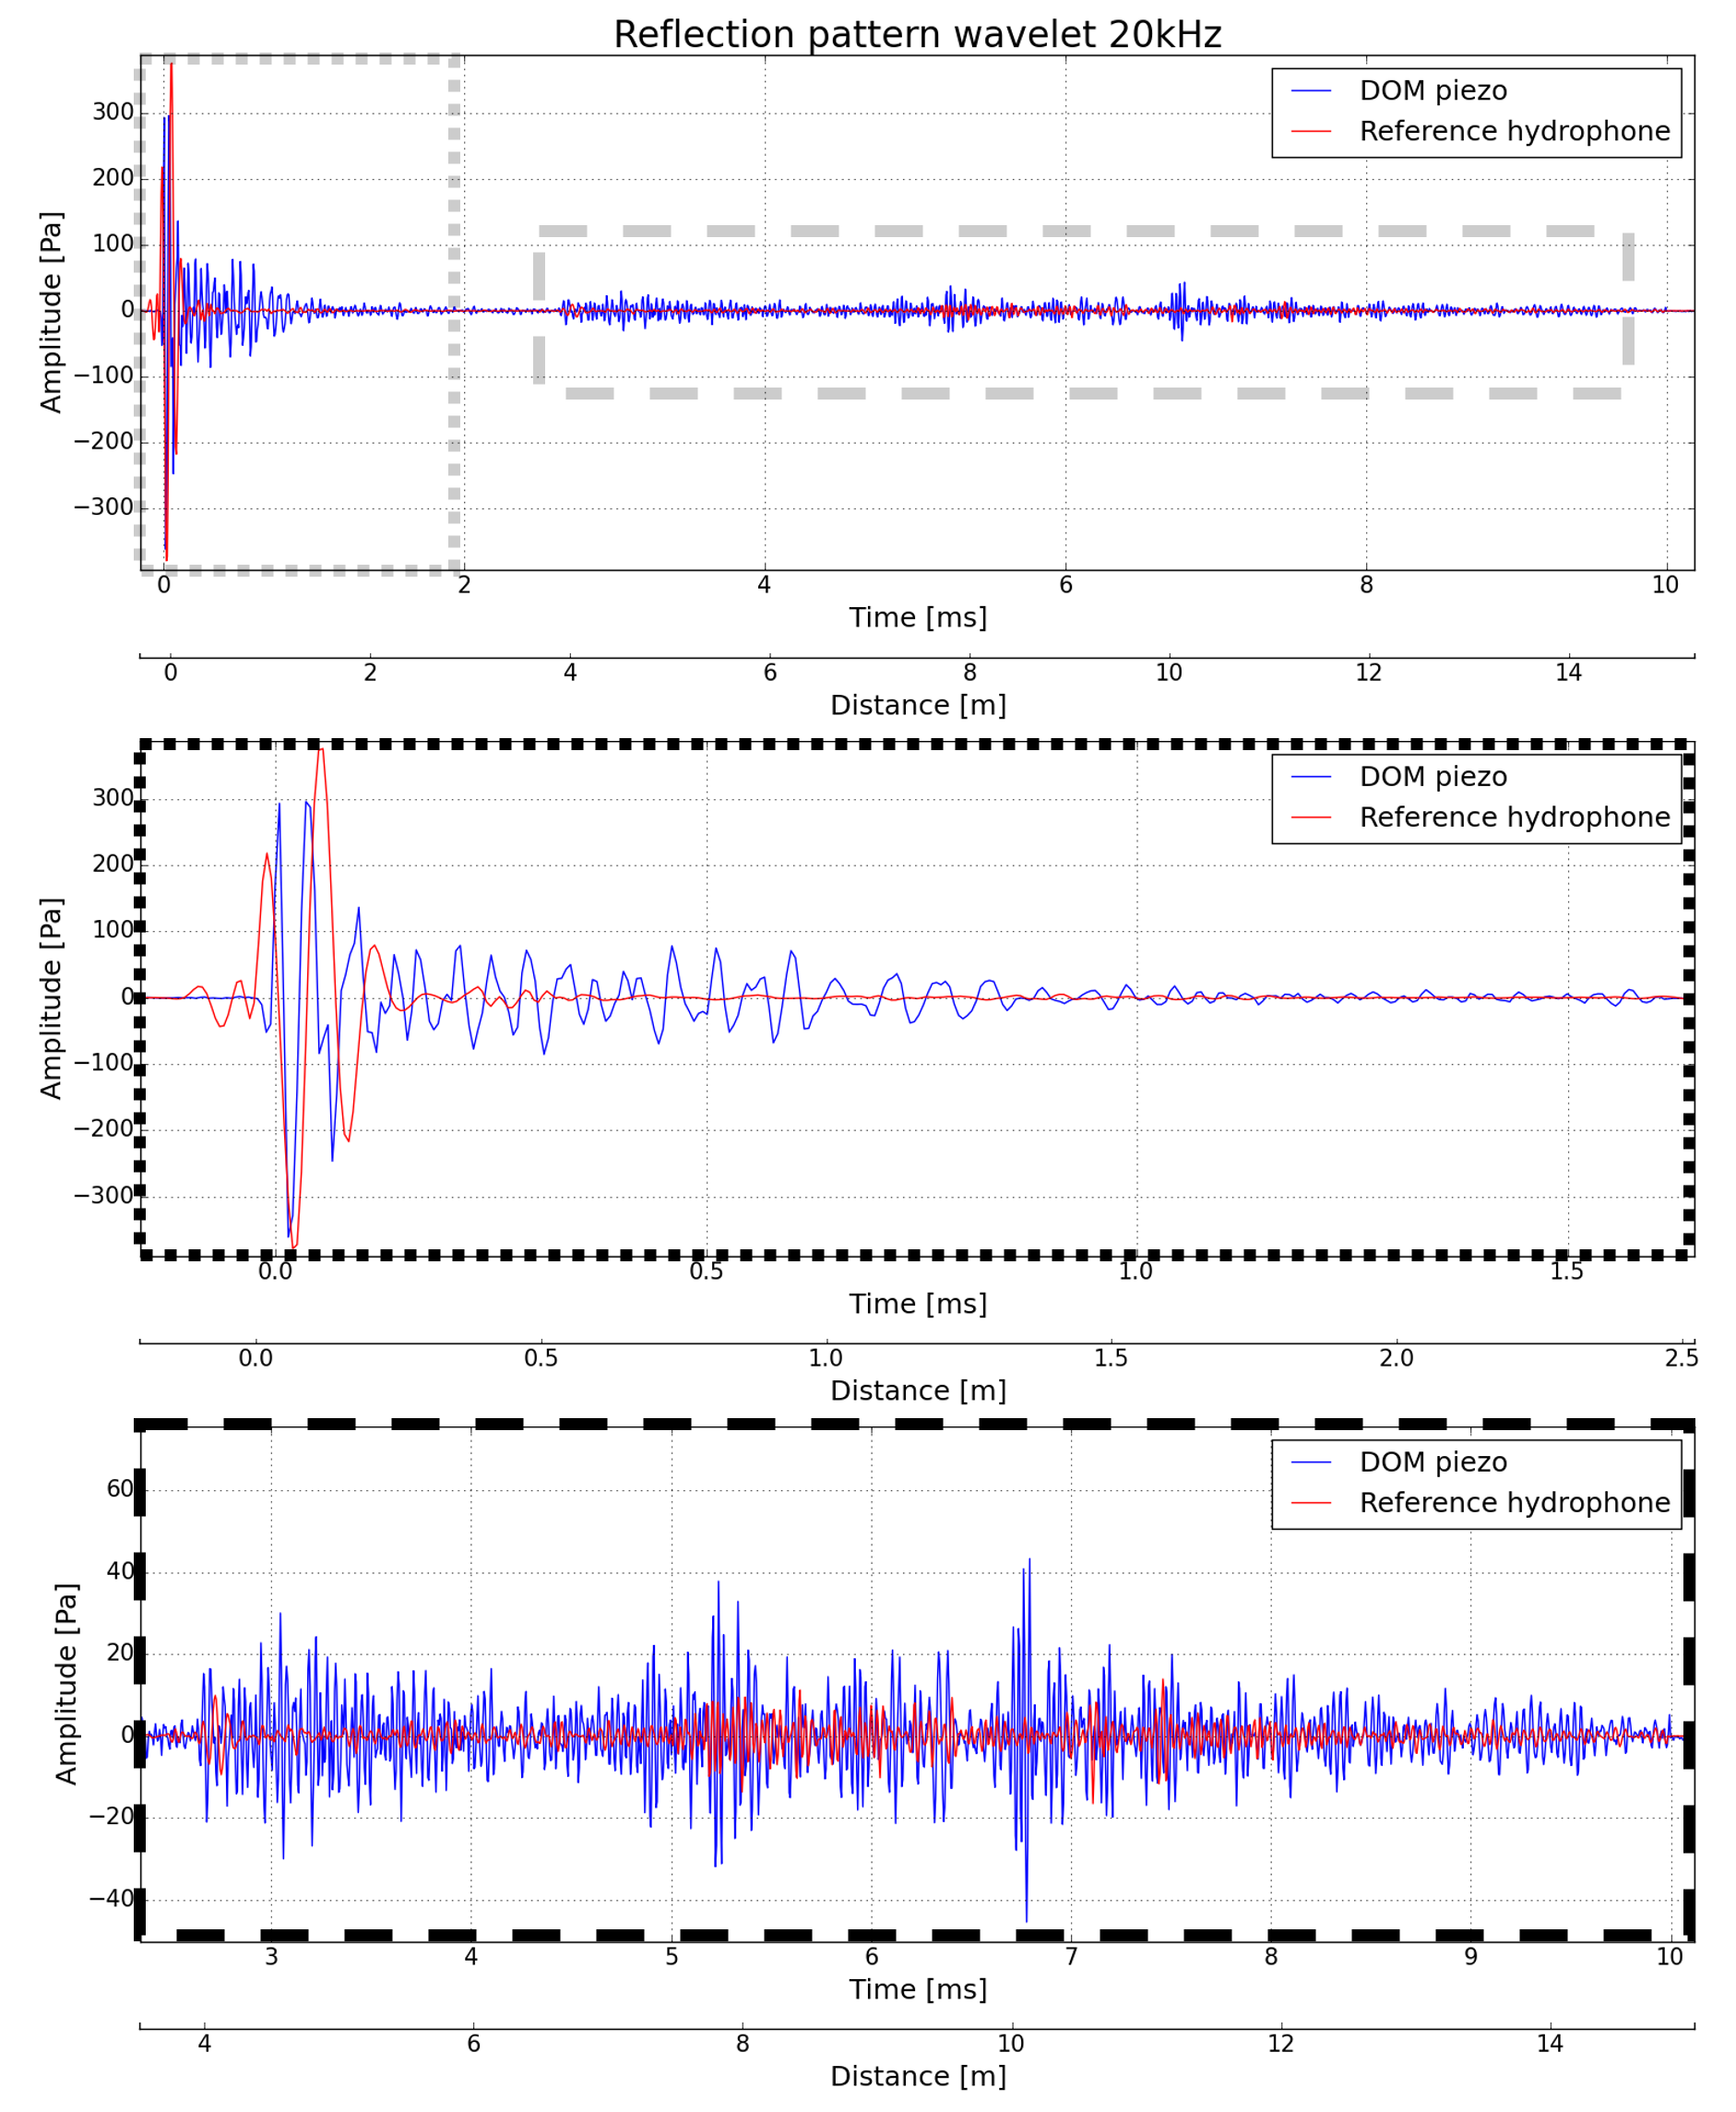 Reflection pattern wavelet 20kHz
DOM piezo
Reference hydrophone
Amplitude [Pa]
300
200
100
0
−100
−200
−300
0 2 4 6 8 10
Time [ms]
0 2 4 6 8 10 12 14
Distance [m]
DOM piezo
Reference hydrophone
Amplitude [Pa]
300
200
100
0
−100
−200
−300
0.0 0.5 1.0 1.5
Time [ms]
0.0 0.5 1.0 1.5 2.0 2.5
Distance [m]
DOM piezo
Reference hydrophone
Amplitude [Pa]
60
40
20
0
−20
−40
3 4 5 6 7 8 9 10
Time [ms]
4 6 8 10 12 14
Distance [m]